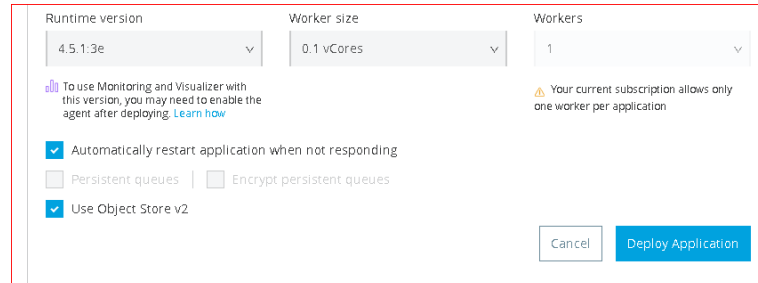 Runtime version Worker size Workers
4.5.1:3e 0.1 vCores 1
To use Monitoring and Visualizer with
this version, you may need to enable the
agent after deploying. Learn how
Your current subscription allows only
one worker per application
Automatically restart application when not responding
Persistent queues Encrypt persistent queues
Use Object Store v2
Cancel Deploy Application